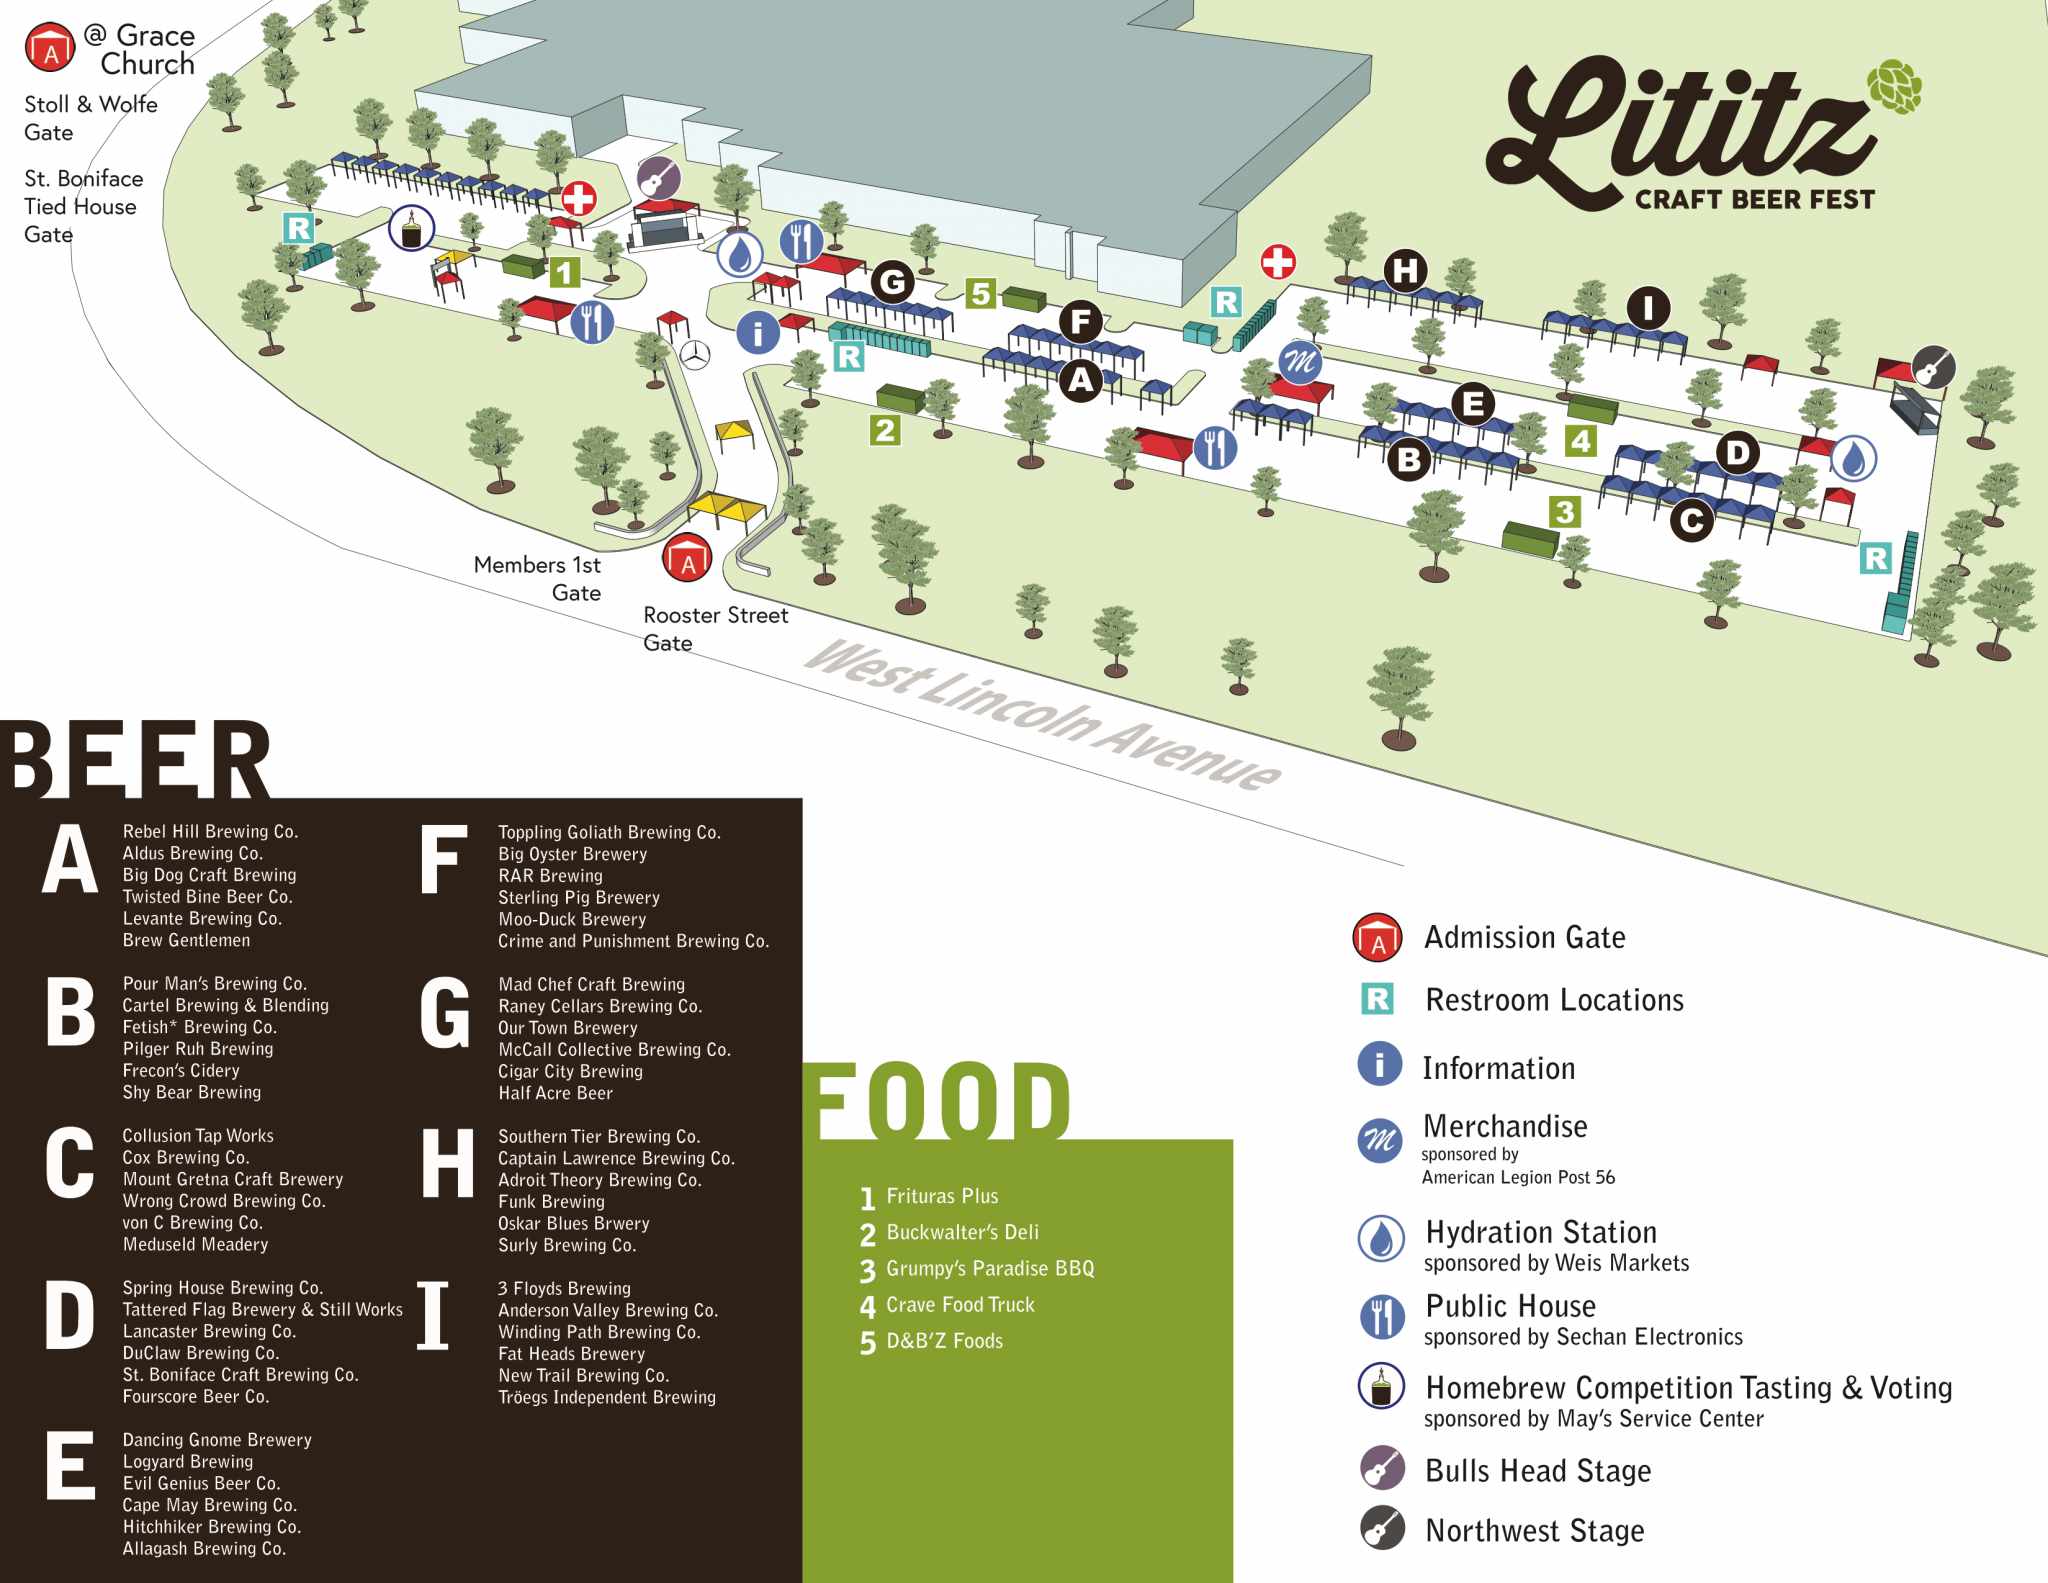 A
@ Grace
Church
Stoll & Wolfe
Gate
St. Boniface
Tied House
Gate
Lititz
CRAFT BEER FEST
R
1
G
5
F
A
2
i
R
R
H
I
M
E
B
4
D
3
C
R
Members 1st
Gate
A
Rooster Street
Gate
West Lincoln Avenue
BEER
A
Rebel Hill Brewing Co.
Aldus Brewing Co.
Big Dog Craft Brewing
Twisted Bine Beer Co.
Levante Brewing Co.
Brew Gentlemen
B
Pour Man's Brewing Co.
Cartel Brewing & Blending
Fetish* Brewing Co.
Pilger Ruh Brewing
Frecon's Cidery
Shy Bear Brewing
C
Collusion Tap Works
Cox Brewing Co.
Mount Gretna Craft Brewery
Wrong Crowd Brewing Co.
von C Brewing Co.
Meduseld Meadery
D
Spring House Brewing Co.
Tattered Flag Brewery & Still Works
Lancaster Brewing Co.
DuClaw Brewing Co.
St. Boniface Craft Brewing Co.
Fourscore Beer Co.
E
Dancing Gnome Brewery
Logyard Brewing
Evil Genius Beer Co.
Cape May Brewing Co.
Hitchhiker Brewing Co.
Allagash Brewing Co.
F
Toppling Goliath Brewing Co.
Big Oyster Brewery
RAR Brewing
Sterling Pig Brewery
Moo-Duck Brewery
Crime and Punishment Brewing Co.
G
Mad Chef Craft Brewing
Raney Cellars Brewing Co.
Our Town Brewery
McCall Collective Brewing Co.
Cigar City Brewing
Half Acre Beer
H
Southern Tier Brewing Co.
Captain Lawrence Brewing Co.
Adroit Theory Brewing Co.
Funk Brewing
Oskar Blues Brwery
Surly Brewing Co.
I
3 Floyds Brewing
Anderson Valley Brewing Co.
Winding Path Brewing Co.
Fat Heads Brewery
New Trail Brewing Co.
Tröegs Independent Brewing
FOOD
1 Frituras Plus
2 Buckwalter's Deli
3 Grumpy's Paradise BBQ
4 Crave Food Truck
5 D&B'Z Foods
A Admission Gate
R Restroom Locations
i Information
M Merchandise
sponsored by
American Legion Post 56
Hydration Station
sponsored by Weis Markets
Public House
sponsored by Sechan Electronics
Homebrew Competition Tasting & Voting
sponsored by May's Service Center
Bulls Head Stage
Northwest Stage